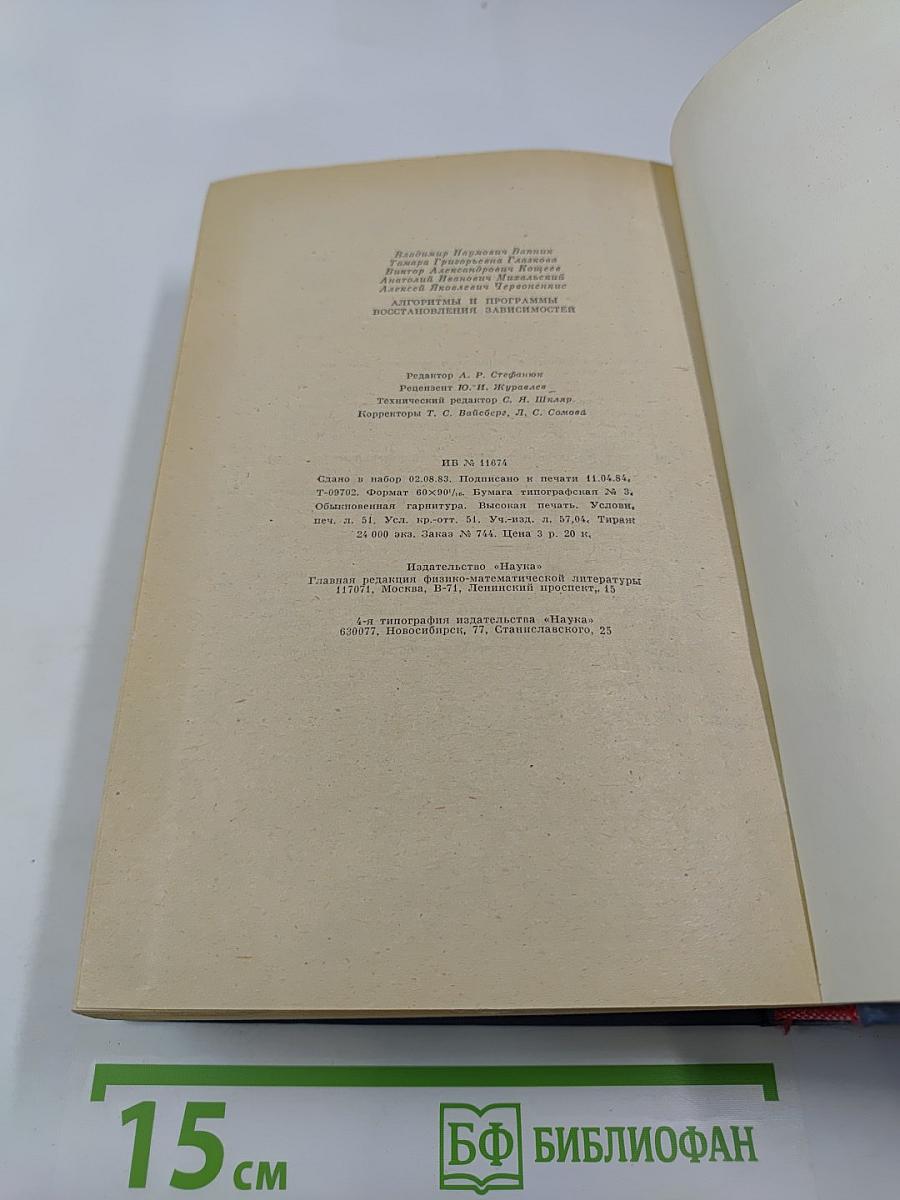 Владимир Наумович Вапник
Тамара Григорьевна Глазкова
Виктор Александрович Кощеев
Анатолий Иванович Михальский
Алексей Яковлевич Червоненкис
АЛГОРИТМЫ И ПРОГРАММЫ
ВОССТАНОВЛЕНИЯ ЗАВИСИМОСТЕЙ
Редактор А. Р. Стефанюк
Рецензент Ю. И. Журавлев
Технический редактор С. Я. Шкляр.
Корректоры Т. С. Вайсберг, Л. С. Сомова
ИБ № 11674
Сдано в набор 02.08.83. Подписано к печати 11.04.84.
Т-09702. Формат 60×90¹/₁₆. Бумага типографская № 3.
Обыкновенная гарнитура. Высокая печать. Условн.
печ. л. 51. Усл. кр.-отт. 51. Уч.-изд. л. 57,04. Тираж
24 000 экз. Заказ № 744. Цена 3 р. 20 к.
Издательство «Наука»
Главная редакция физико-математической литературы
117071, Москва, В-71, Ленинский проспект, 15
4-я типография издательства «Наука»
630077, Новосибирск, 77, Станиславского, 25
15 см
БФ БИБЛИОФАН